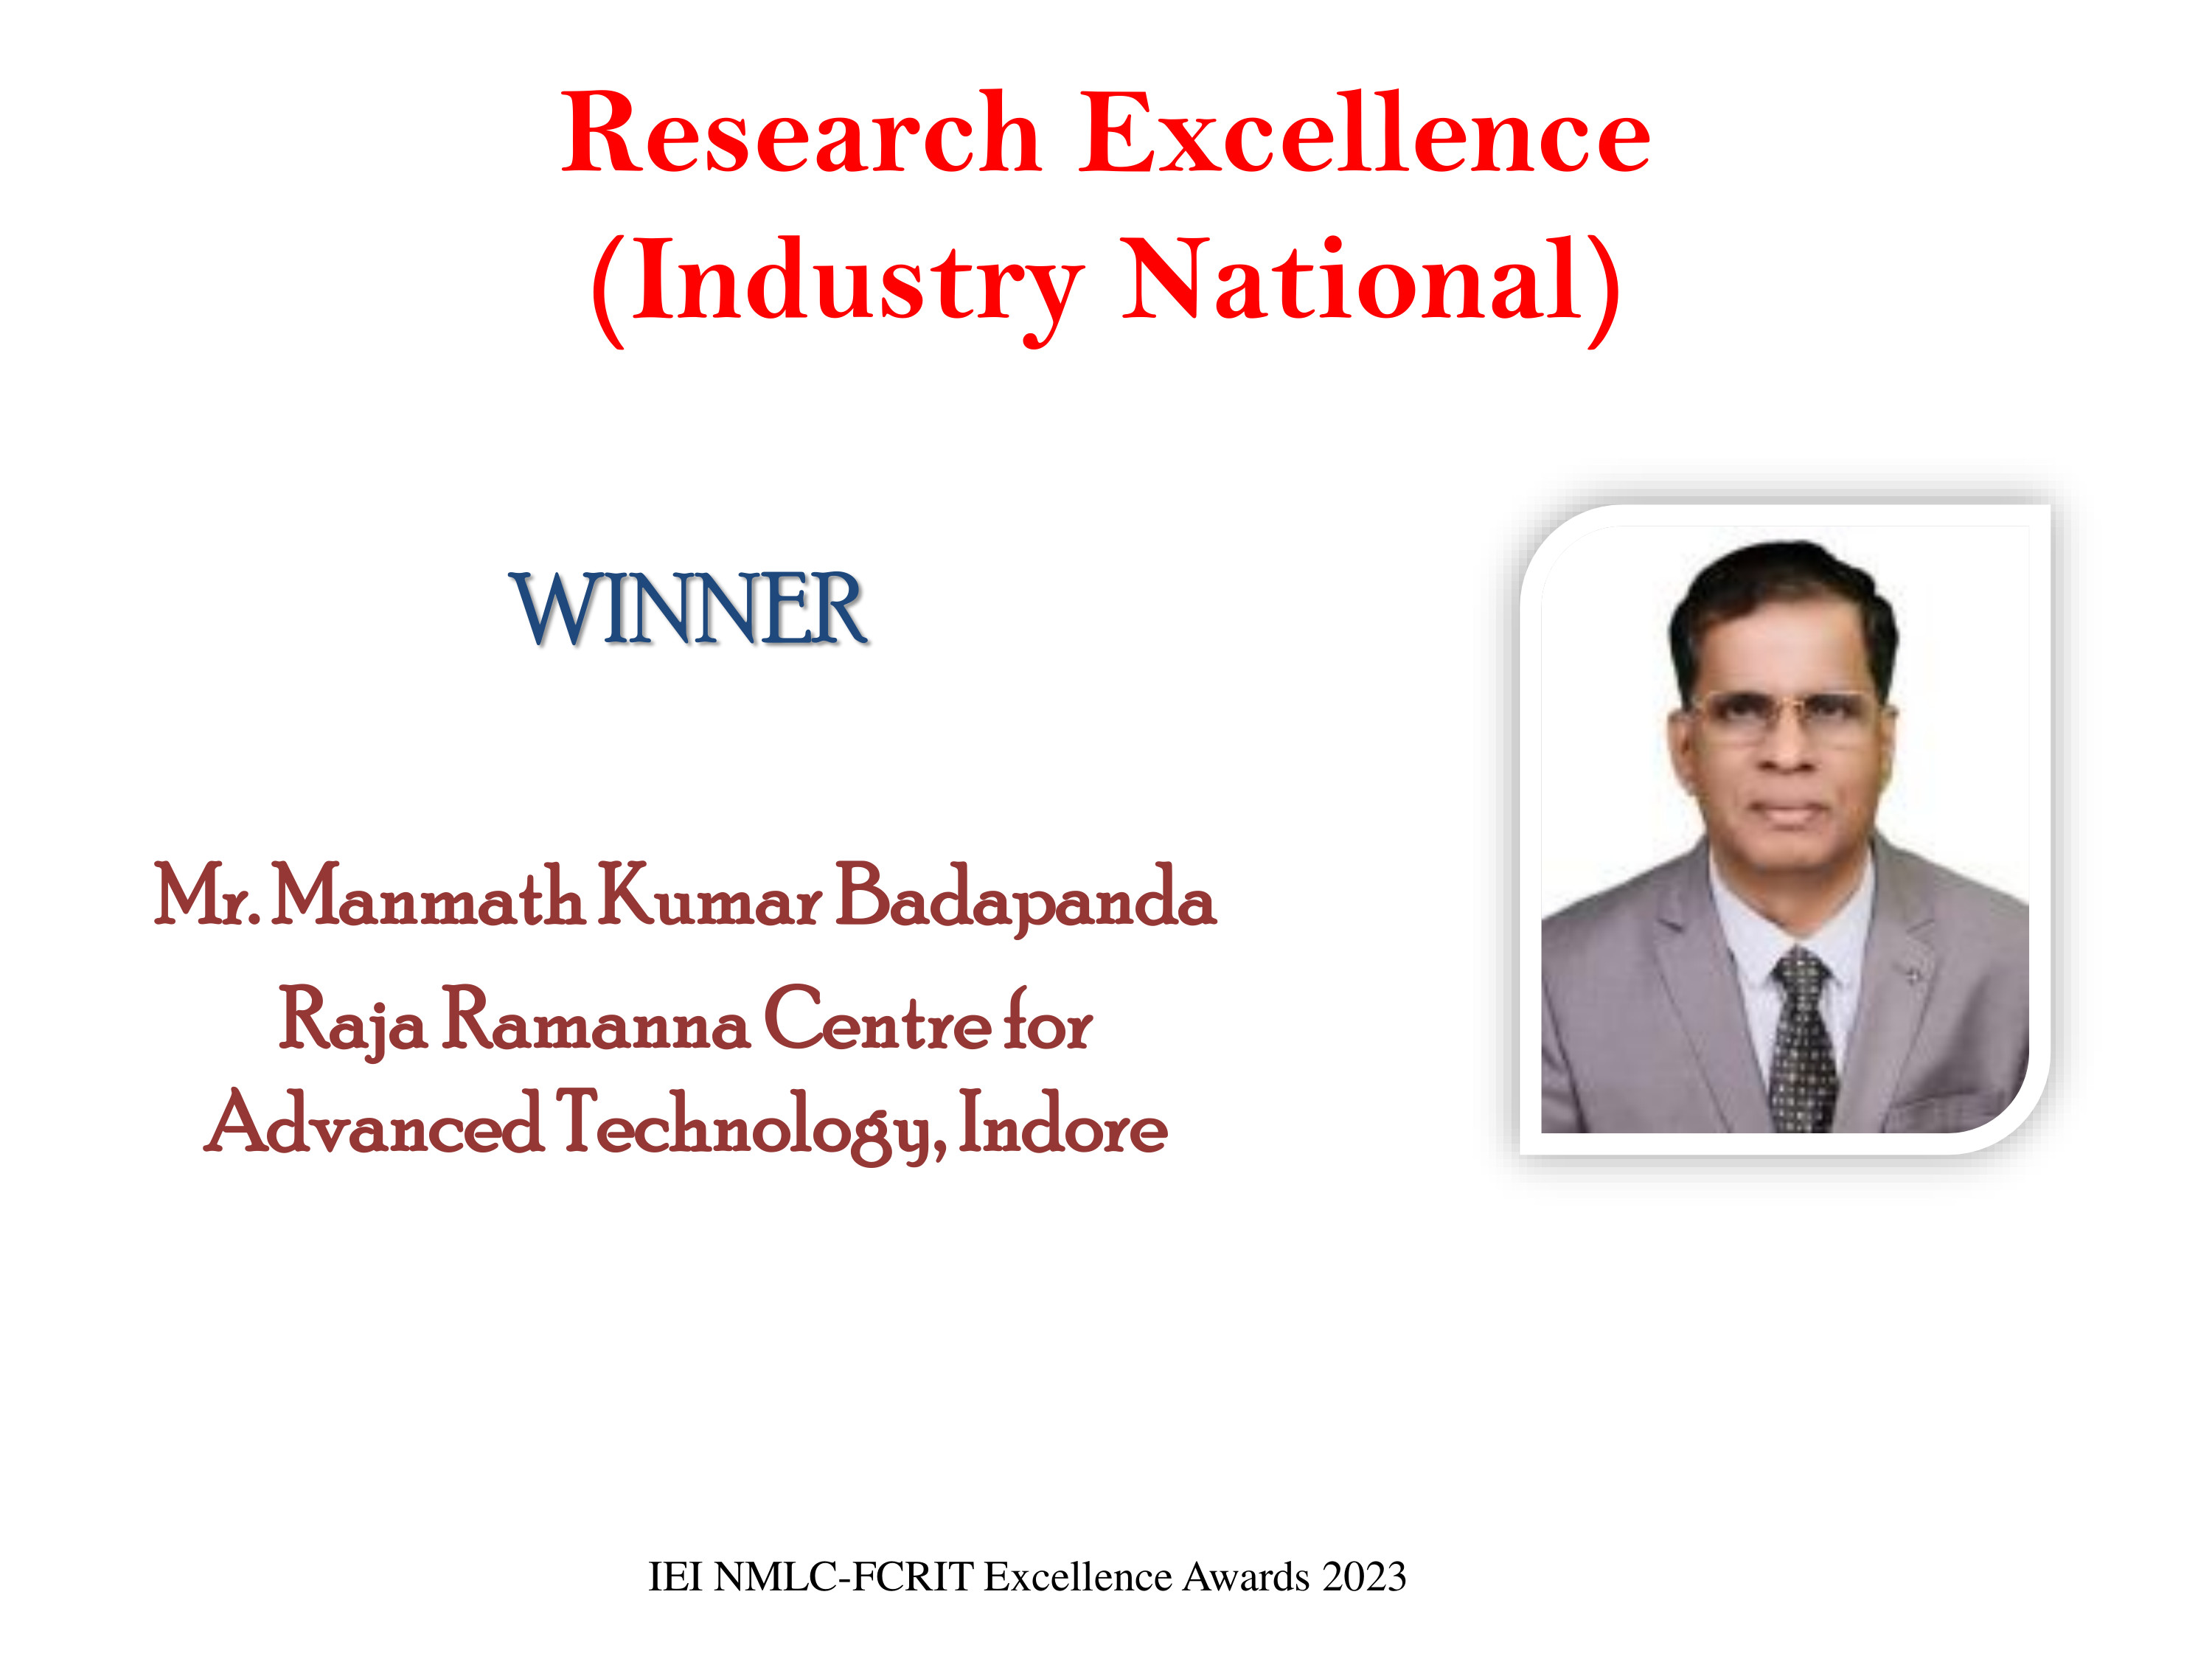 Research Excellence
(Industry National)
WINNER
Mr. Manmath Kumar Badapanda
Raja Ramanna Centre for
Advanced Technology, Indore
IEI NMLC-FCRIT Excellence Awards 2023